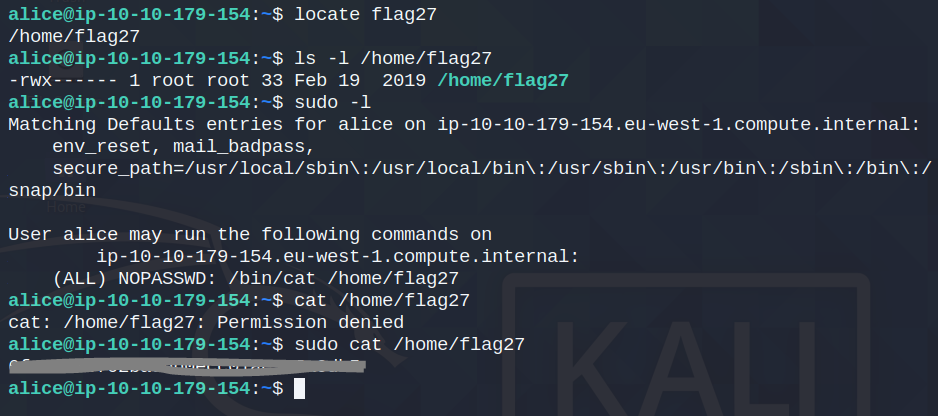 alice@ip-10-10-179-154:~$ locate flag27
/home/flag27
alice@ip-10-10-179-154:~$ ls -l /home/flag27
-rwx------ 1 root root 33 Feb 19  2019 /home/flag27
alice@ip-10-10-179-154:~$ sudo -l
Matching Defaults entries for alice on ip-10-10-179-154.eu-west-1.compute.internal:
    env_reset, mail_badpass,
    secure_path=/usr/local/sbin\:/usr/local/bin\:/usr/sbin\:/usr/bin\:/sbin\:/bin\:/
snap/bin
Home
User alice may run the following commands on
        ip-10-10-179-154.eu-west-1.compute.internal:
    (ALL) NOPASSWD: /bin/cat /home/flag27
alice@ip-10-10-179-154:~$ cat /home/flag27
cat: /home/flag27: Permission denied
alice@ip-10-10-179-154:~$ sudo cat /home/flag27
alice@ip-10-10-179-154:~$
KALI